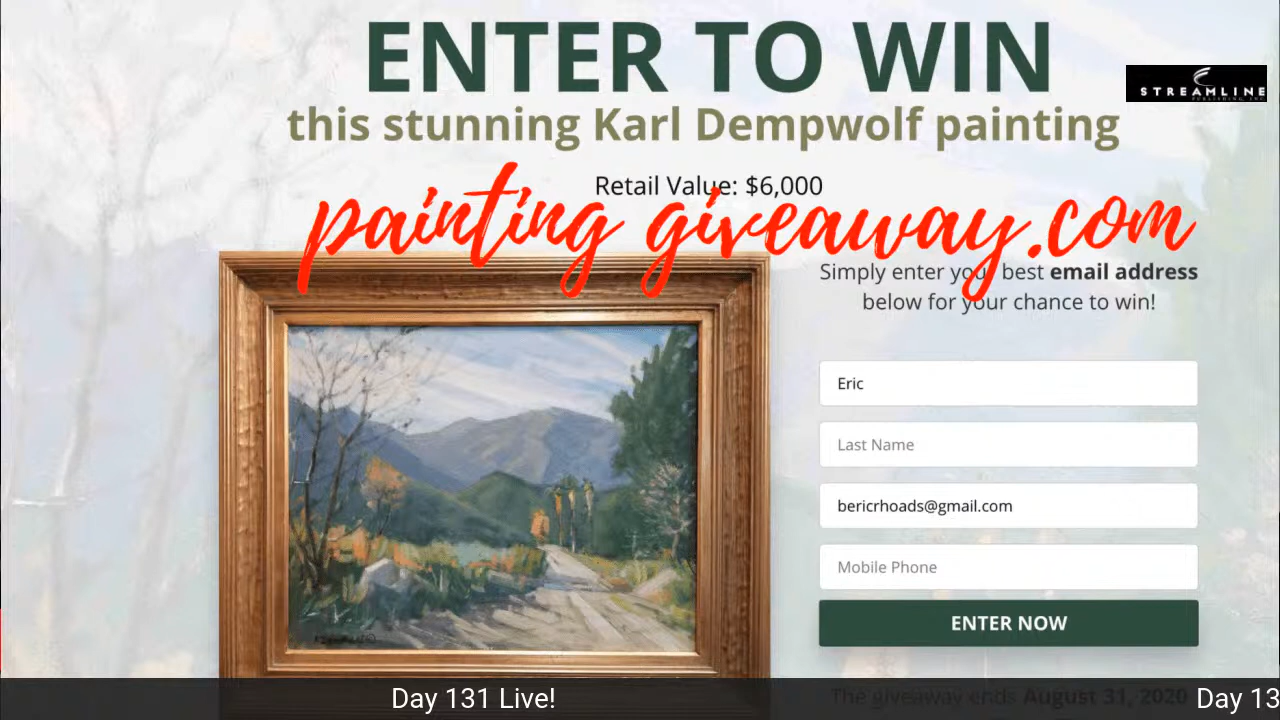 ENTER TO WIN
STREAMLINE
this stunning Karl Dempwolf painting
Retail Value: $6,000
painting giveaway.com
Simply enter your best email address
below for your chance to win!
Eric
Last Name
bericrhoads@gmail.com
Mobile Phone
ENTER NOW
The giveaway ends August 31, 2020
Day 131 Live!
Day 13